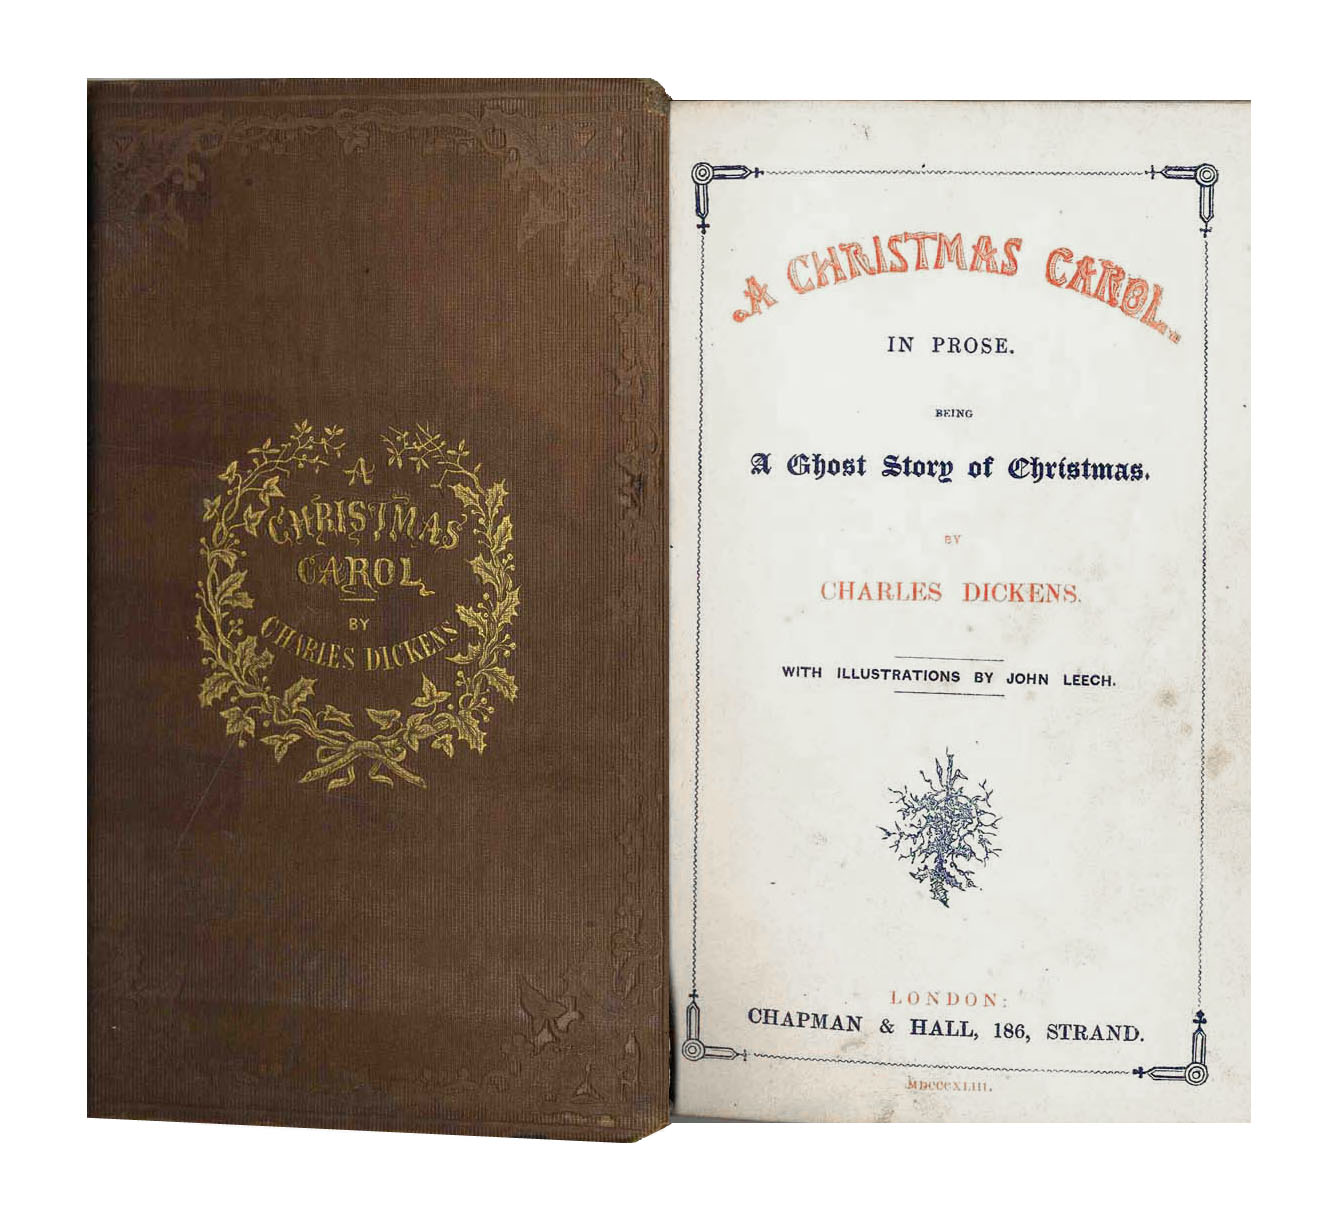 A
CHRISTMAS
CAROL
BY
CHARLES DICKENS
A CHRISTMAS CAROL.
IN PROSE.
BEING
A Ghost Story of Christmas.
BY
CHARLES DICKENS.
WITH ILLUSTRATIONS BY JOHN LEECH.
LONDON:
CHAPMAN & HALL, 186, STRAND.
MDCCCXLIII.